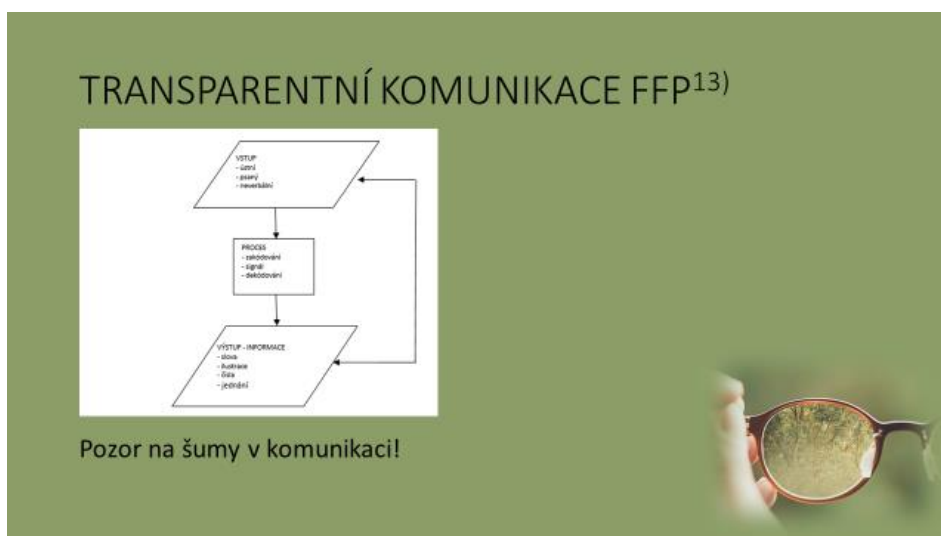 TRANSPARENTNÍ KOMUNIKACE FFP13)
VSTUP
- ústní
- psaný
- neverbální
PROCES
- zakódování
- signál
- dekódování
VÝSTUP - INFORMACE
- slova
- ilustrace
- čísla
- jednání
Pozor na šumy v komunikaci!